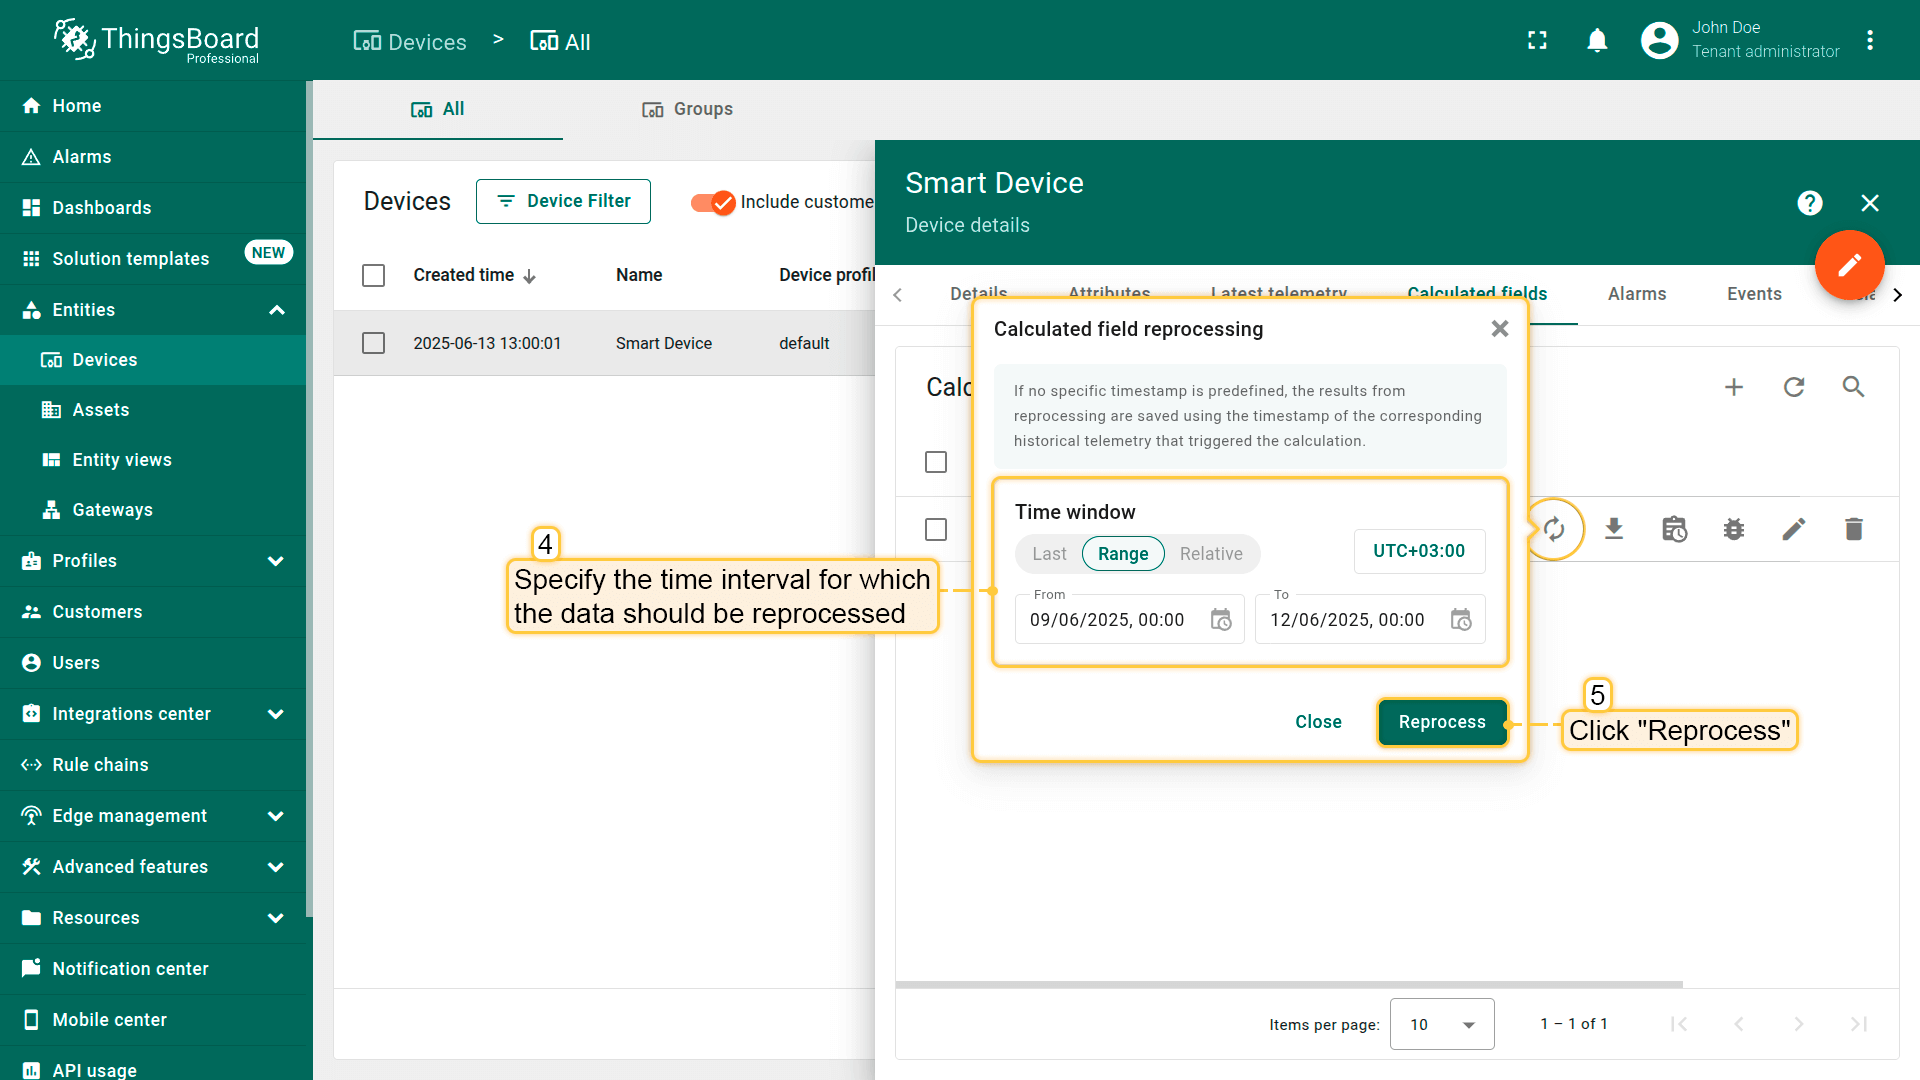 ThingsBoard
Professional
Devices > All
John Doe
Tenant administrator
Home
Alarms
Dashboards
Solution templates NEW
Entities
Devices
Assets
Entity views
Gateways
Profiles
Customers
Users
Integrations center
Rule chains
Edge management
Advanced features
Resources
Notification center
Mobile center
API usage
All Groups
Devices Device Filter Include custome
Created time Name Device profil
2025-06-13 13:00:01 Smart Device default
Smart Device
Device details
Details Attributes Latest telemetry Calculated fields Alarms Events
Calc
Calculated field reprocessing
If no specific timestamp is predefined, the results from
reprocessing are saved using the timestamp of the corresponding
historical telemetry that triggered the calculation.
Time window
Last Range Relative UTC+03:00
From To
09/06/2025, 00:00 12/06/2025, 00:00
Close Reprocess
4
Specify the time interval for which
the data should be reprocessed
5
Click "Reprocess"
Items per page: 10 1 – 1 of 1